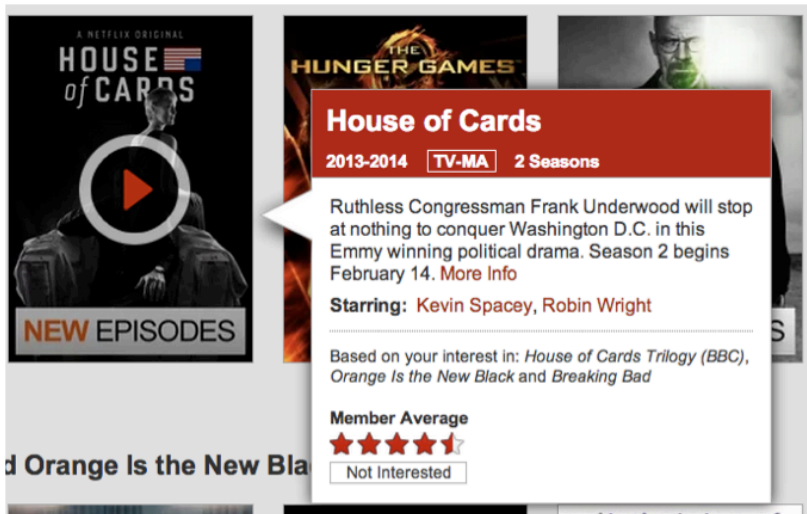 A NETFLIX ORIGINAL
HOUSE
of CARDS
NEW EPISODES
THE
HUNGER GAMES
House of Cards
2013-2014 TV-MA 2 Seasons
Ruthless Congressman Frank Underwood will stop
at nothing to conquer Washington D.C. in this
Emmy winning political drama. Season 2 begins
February 14. More Info
Starring: Kevin Spacey, Robin Wright
Based on your interest in: House of Cards Trilogy (BBC),
Orange Is the New Black and Breaking Bad
Member Average
Not Interested
S
d Orange Is the New Bla